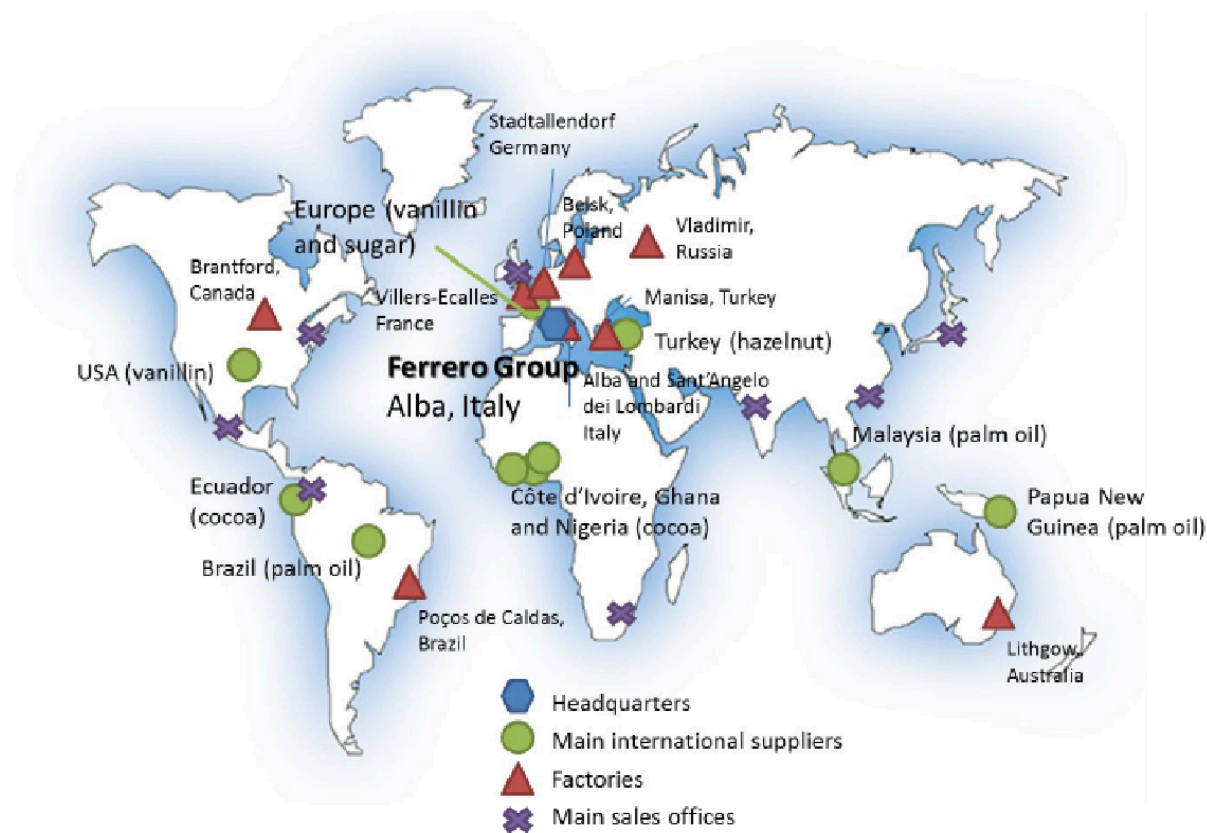 Stadtallendorf
Germany
Europe (vanillin
and sugar)
Belsk,
Poland
Vladimir,
Russia
Brantford,
Canada
Villers-Ecalles
France
Manisa, Turkey
USA (vanillin)
Turkey (hazelnut)
Ferrero Group
Alba, Italy
Alba and Sant'Angelo
dei Lombardi
Italy
Malaysia (palm oil)
Ecuador
(cocoa)
Côte d'Ivoire, Ghana
and Nigeria (cocoa)
Papua New
Guinea (palm oil)
Brazil (palm oil)
Poços de Caldas,
Brazil
Lithgow,
Australia
Headquarters
Main international suppliers
Factories
Main sales offices